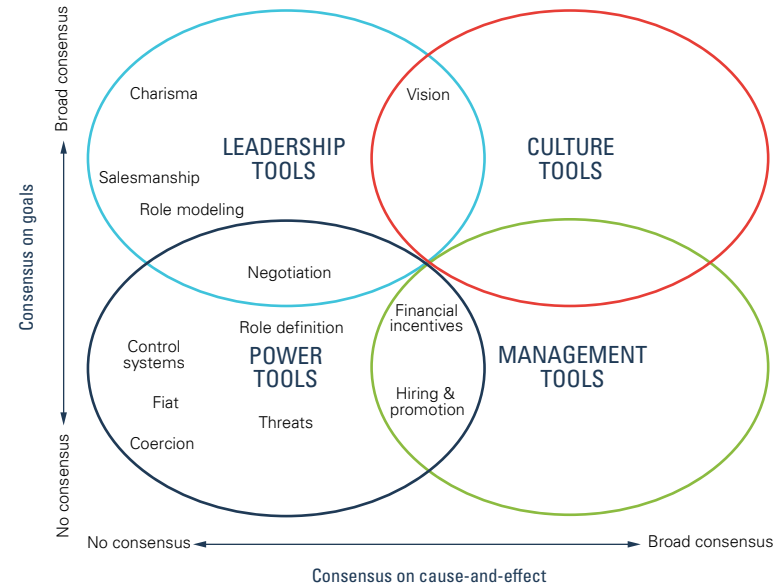 Broad consensus
Consensus on goals
No consensus
Charisma
Vision
LEADERSHIP
TOOLS
CULTURE
TOOLS
Salesmanship
Role modeling
Negotiation
Financial
incentives
Role definition
Control
systems
POWER
TOOLS
MANAGEMENT
TOOLS
Fiat
Hiring &
promotion
Threats
Coercion
No consensus
Broad consensus
Consensus on cause-and-effect